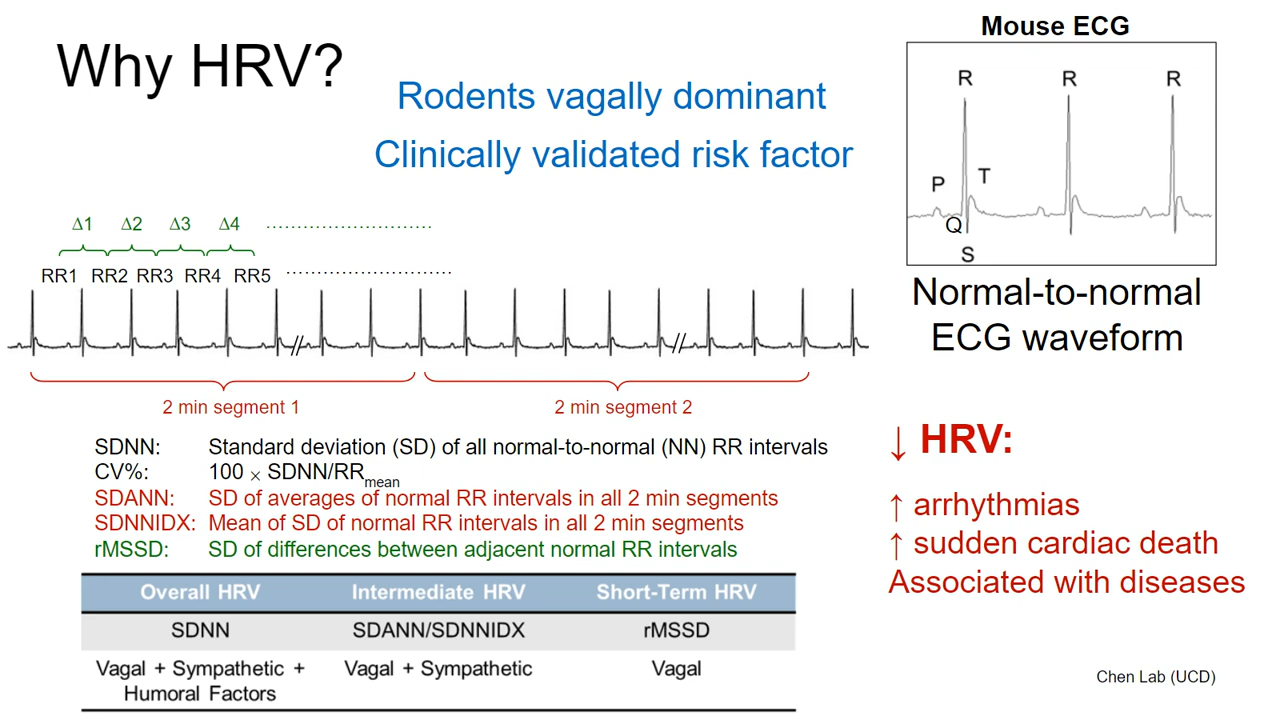 Why HRV?
Rodents vagally dominant
Clinically validated risk factor
Mouse ECG
R R R
P T
Q
S
Normal-to-normal
ECG waveform
Δ1 Δ2 Δ3 Δ4 ..............................
RR1 RR2 RR3 RR4 RR5 ..............................
// //
2 min segment 1 2 min segment 2
SDNN: Standard deviation (SD) of all normal-to-normal (NN) RR intervals
CV%: 100 × SDNN/RRmean
SDANN: SD of averages of normal RR intervals in all 2 min segments
SDNNIDX: Mean of SD of normal RR intervals in all 2 min segments
rMSSD: SD of differences between adjacent normal RR intervals
Overall HRV Intermediate HRV Short-Term HRV
SDNN SDANN/SDNNIDX rMSSD
Vagal + Sympathetic + Vagal + Sympathetic Vagal
Humoral Factors
↓ HRV:
↑ arrhythmias
↑ sudden cardiac death
Associated with diseases
Chen Lab (UCD)